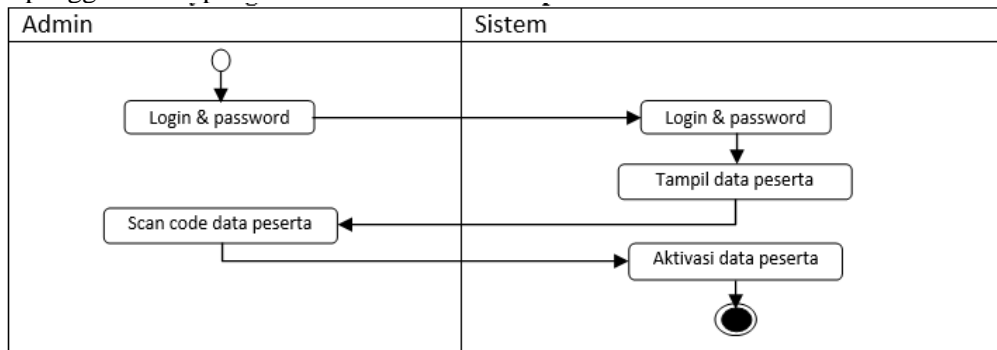 Admin
Sistem
Login & password
Login & password
Tampil data peserta
Scan code data peserta
Aktivasi data peserta